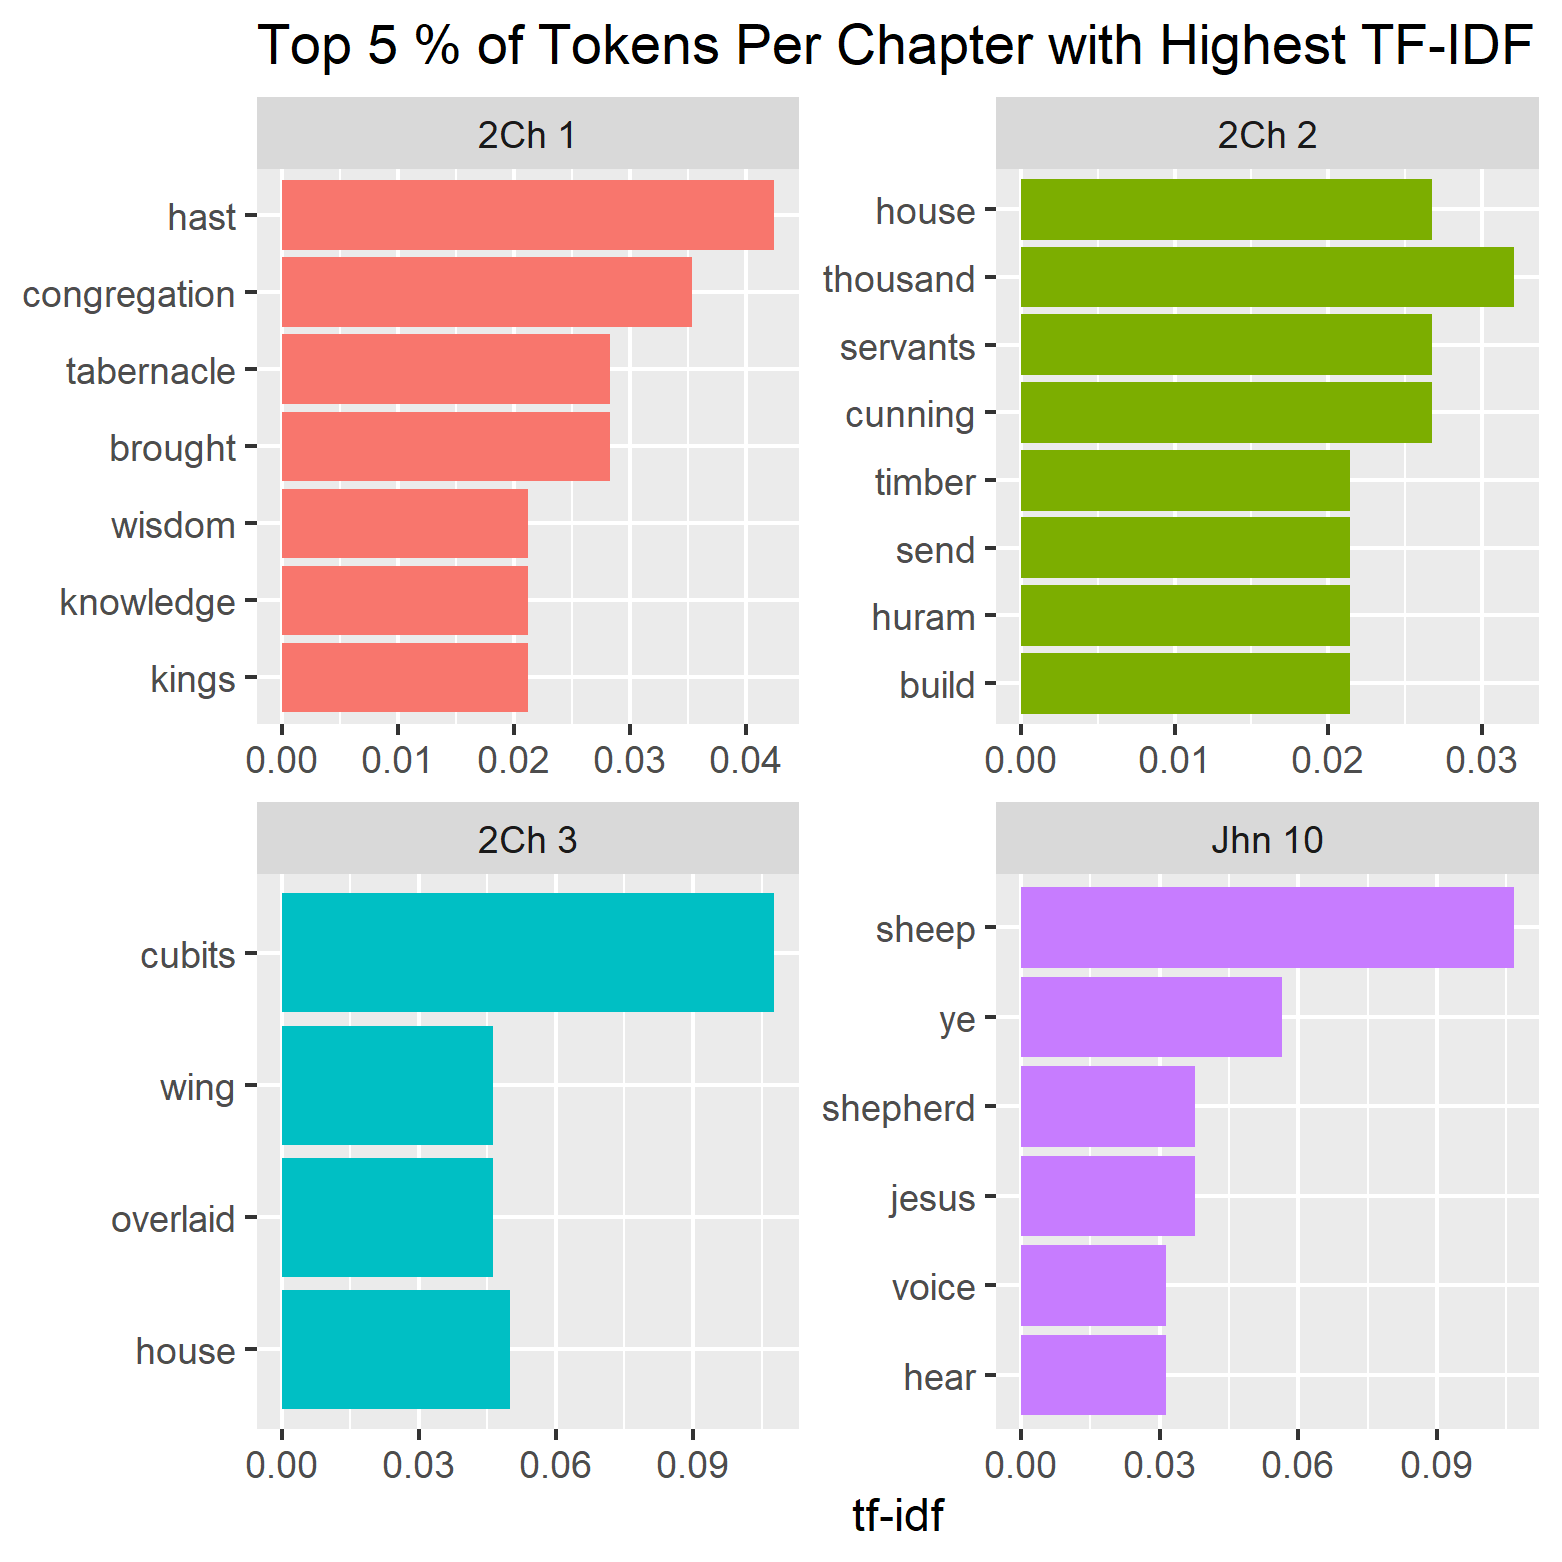 Top 5 % of Tokens Per Chapter with Highest TF-IDF
2Ch 1
hast
congregation
tabernacle
brought
wisdom
knowledge
kings
0.00 0.01 0.02 0.03 0.04
2Ch 2
house
thousand
servants
cunning
timber
send
huram
build
0.00 0.01 0.02 0.03
2Ch 3
cubits
wing
overlaid
house
0.00 0.03 0.06 0.09
Jhn 10
sheep
ye
shepherd
jesus
voice
hear
0.00 0.03 0.06 0.09
tf-idf